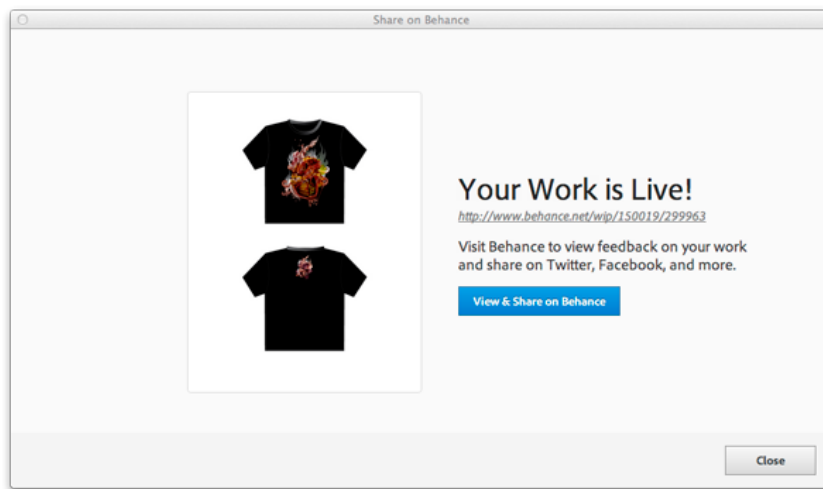 Share on Behance
Your Work is Live!
http://www.behance.net/wip/150019/299963
Visit Behance to view feedback on your work
and share on Twitter, Facebook, and more.
View & Share on Behance
Close